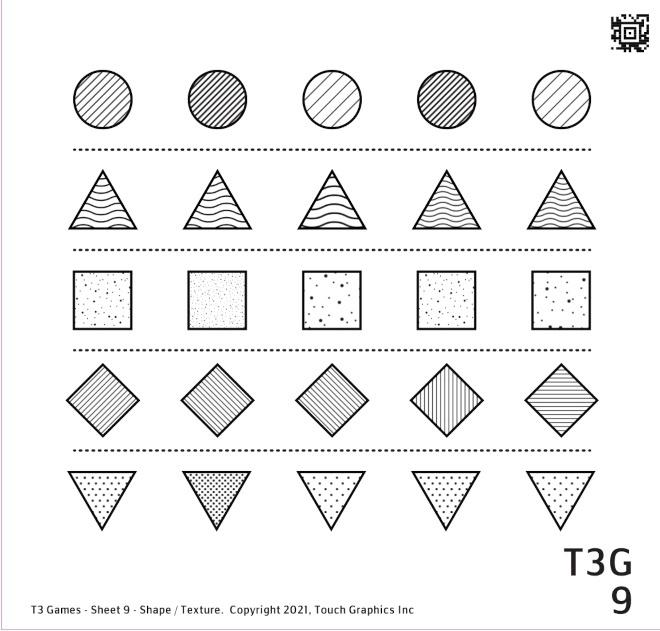 T3G
9
T3 Games - Sheet 9 - Shape / Texture. Copyright 2021, Touch Graphics Inc